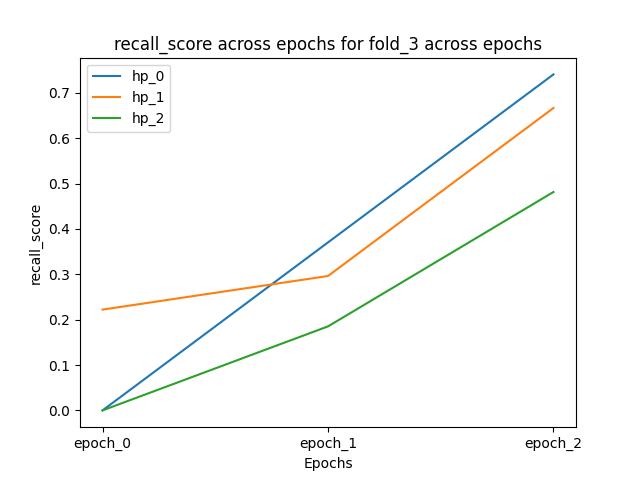 recall_score across epochs for fold_3 across epochs
hp_0
hp_1
hp_2
recall_score
0.7
0.6
0.5
0.4
0.3
0.2
0.1
0.0
epoch_0
epoch_1
epoch_2
Epochs